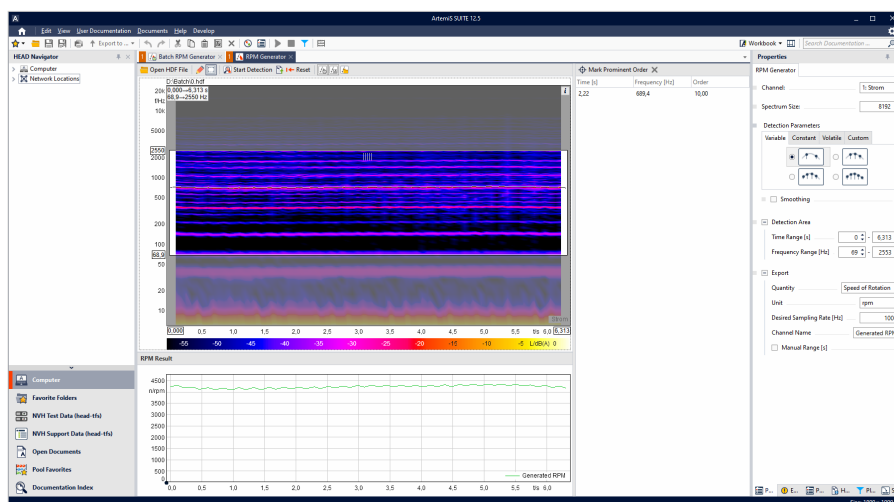 ArtemiS SUITE 12.5
Edit View User Documentation Documents Help Develop
Export to ...
Workbook
Search Documentation ...
HEAD Navigator
Computer
Network Locations
Batch RPM Generator
RPM Generator
Open HDF File
Start Detection
Reset
D:\Batch\0.hdf
0,000↔6,313 s
68,9↔2550 Hz
i
20k
f/Hz
10k
5000
2550
2000
1000
500
200
100
68,9
50
20
10
Strom
0,000 0,5 1,0 1,5 2,0 2,5 3,0 3,5 4,0 4,5 5,0 5,5 t/s 6,0 6,313
-55 -50 -45 -40 -35 -30 -25 -20 -15 -10 -5 L/dB(A) 0
RPM Result
4500
n/rpm
3500
3000
2500
2000
1500
1000
500
0
Generated RPM
0,0 0,5 1,0 1,5 2,0 2,5 3,0 3,5 4,0 4,5 5,0 5,5 t/s 6,0
Mark Prominent Order
Time [s] Frequency [Hz] Order
2,22 689,4 10,00
Properties
RPM Generator
Channel: 1: Strom
Spectrum Size: 8192
Detection Parameters
Variable Constant Volatile Custom
Smoothing
Detection Area
Time Range [s] 0 - 6,313
Frequency Range [Hz] 69 - 2553
Export
Quantity Speed of Rotation
Unit rpm
Desired Sampling Rate [Hz] 100
Channel Name Generated RPM
Manual Range [s]
Computer
Favorite Folders
NVH Test Data (head-tfs)
NVH Support Data (head-tfs)
Open Documents
Pool Favorites
Documentation Index
P... E... P... H... Pl...